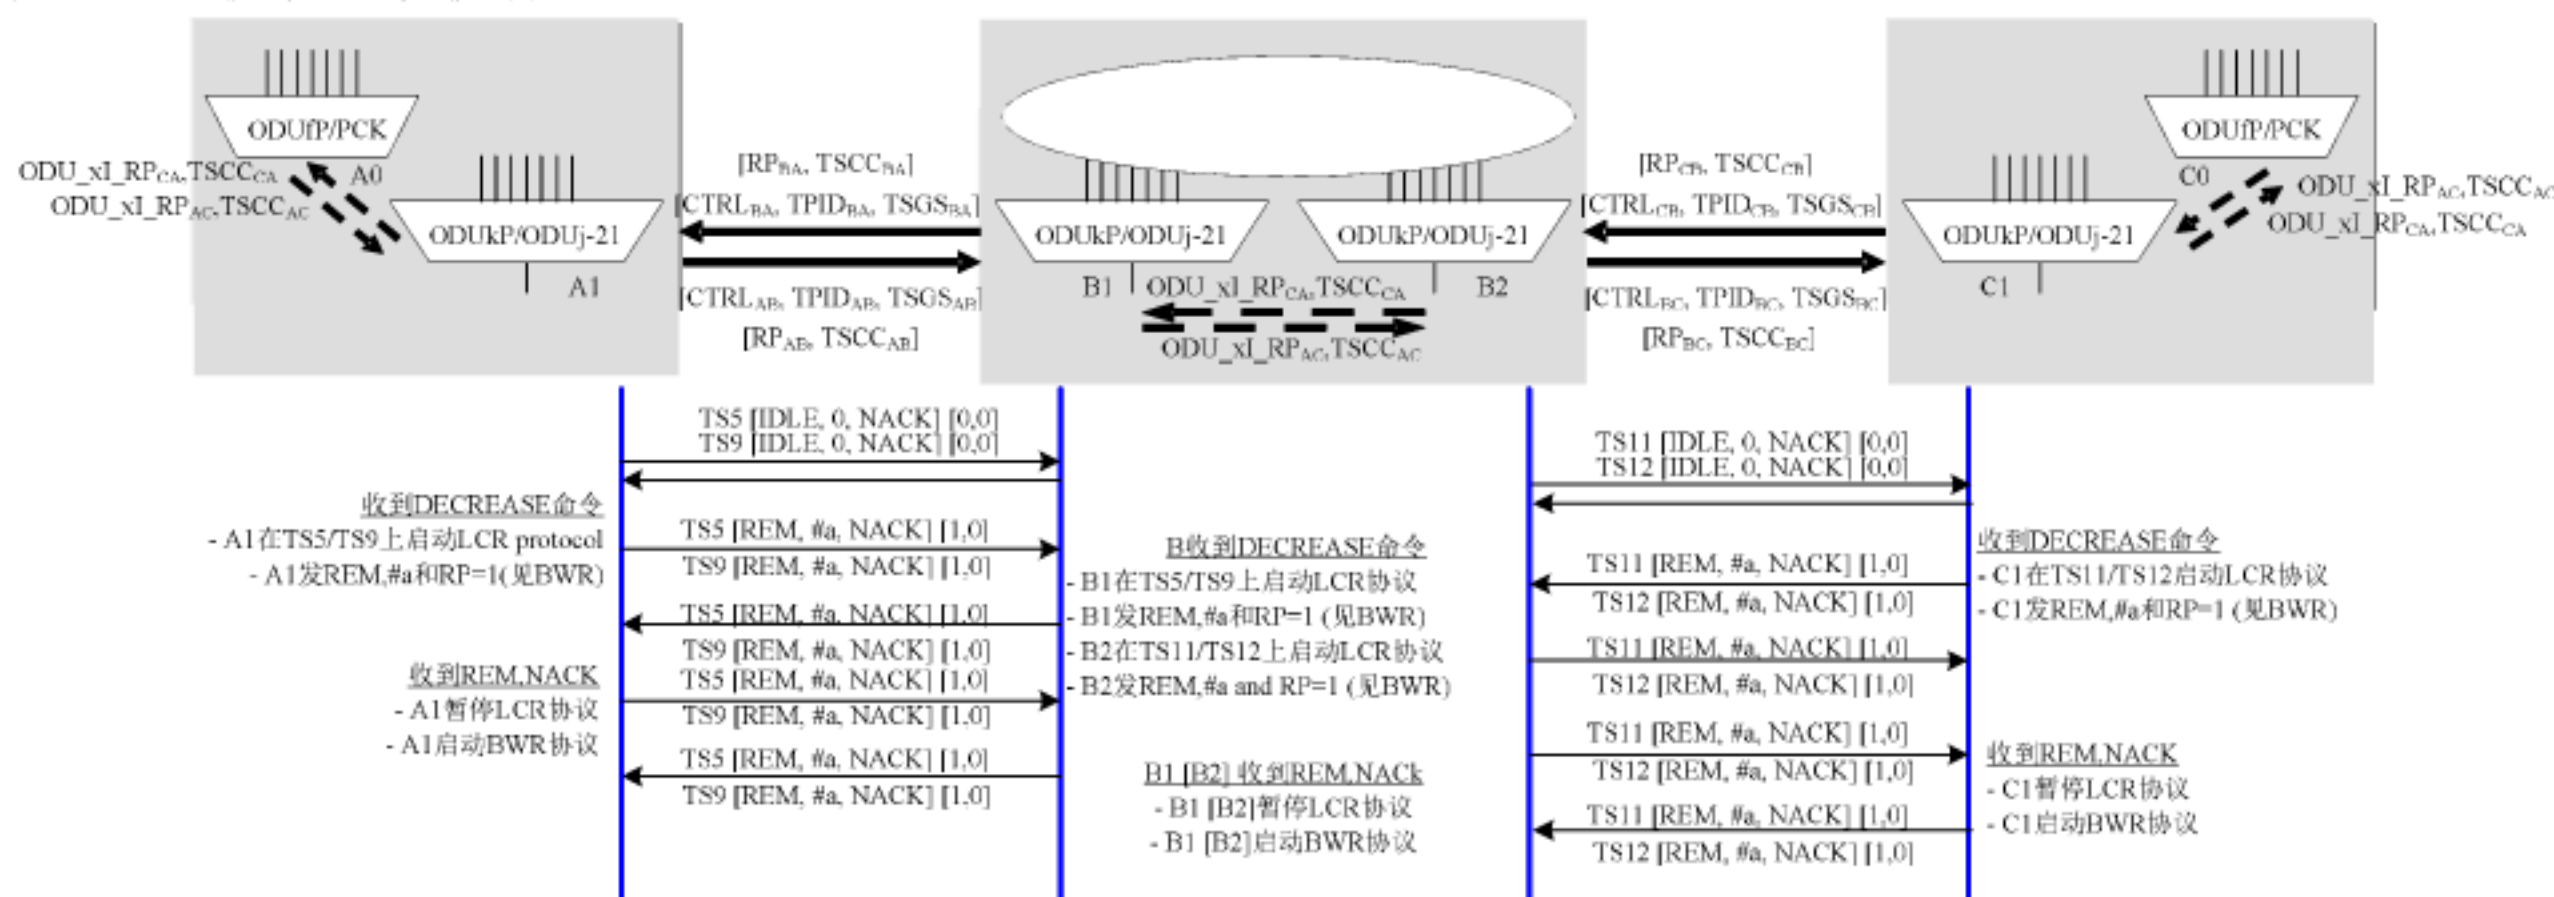 ODUfP/PCK
A0
ODU_xI_RPCA,TSCCCA
ODU_xI_RPAC,TSCCAC
ODUkP/ODUj-21
A1
[RPBA, TSCCBA]
[CTRLBA, TPIDBA, TSGSBA]
[CTRLAB, TPIDAB, TSGSAB]
[RPAB, TSCCAB]
ODUkP/ODUj-21
ODUkP/ODUj-21
B1
B2
ODU_xI_RPCA,TSCCCA
ODU_xI_RPAC,TSCCAC
[RPCB, TSCCCB]
[CTRLCB, TPIDCB, TSGSCB]
[CTRLBC, TPIDBC, TSGSBC]
[RPBC, TSCCBC]
ODUfP/PCK
C0
ODU_xI_RPAC,TSCCAC
ODU_xI_RPCA,TSCCCA
ODUkP/ODUj-21
C1
TS5 [IDLE, 0, NACK] [0,0]
TS9 [IDLE, 0, NACK] [0,0]
TS11 [IDLE, 0, NACK] [0,0]
TS12 [IDLE, 0, NACK] [0,0]
收到DECREASE命令
- A1在TS5/TS9上启动LCR protocol
- A1发REM,#a和RP=1(见BWR)
TS5 [REM, #a, NACK] [1,0]
TS9 [REM, #a, NACK] [1,0]
TS5 [REM, #a, NACK] [1,0]
TS9 [REM, #a, NACK] [1,0]
B收到DECREASE命令
- B1在TS5/TS9上启动LCR协议
- B1发REM,#a和RP=1 (见BWR)
- B2在TS11/TS12上启动LCR协议
- B2发REM,#a and RP=1 (见BWR)
TS11 [REM, #a, NACK] [1,0]
TS12 [REM, #a, NACK] [1,0]
TS11 [REM, #a, NACK] [1,0]
TS12 [REM, #a, NACK] [1,0]
收到DECREASE命令
- C1在TS11/TS12启动LCR协议
- C1发REM,#a和RP=1 (见BWR)
收到REM,NACK
- A1暂停LCR协议
- A1启动BWR协议
TS5 [REM, #a, NACK] [1,0]
TS9 [REM, #a, NACK] [1,0]
TS5 [REM, #a, NACK] [1,0]
TS9 [REM, #a, NACK] [1,0]
B1 [B2] 收到REM,NACk
- B1 [B2]暂停LCR协议
- B1 [B2]启动BWR协议
TS11 [REM, #a, NACK] [1,0]
TS12 [REM, #a, NACK] [1,0]
TS11 [REM, #a, NACK] [1,0]
TS12 [REM, #a, NACK] [1,0]
收到REM,NACK
- C1暂停LCR协议
- C1启动BWR协议